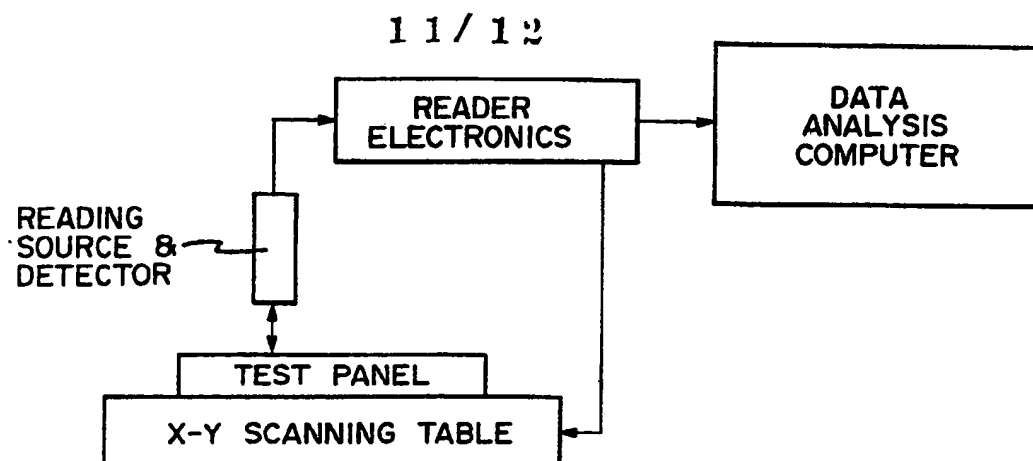 11/12
READER
ELECTRONICS
DATA
ANALYSIS
COMPUTER
READING
SOURCE &
DETECTOR
TEST PANEL
X-Y SCANNING TABLE